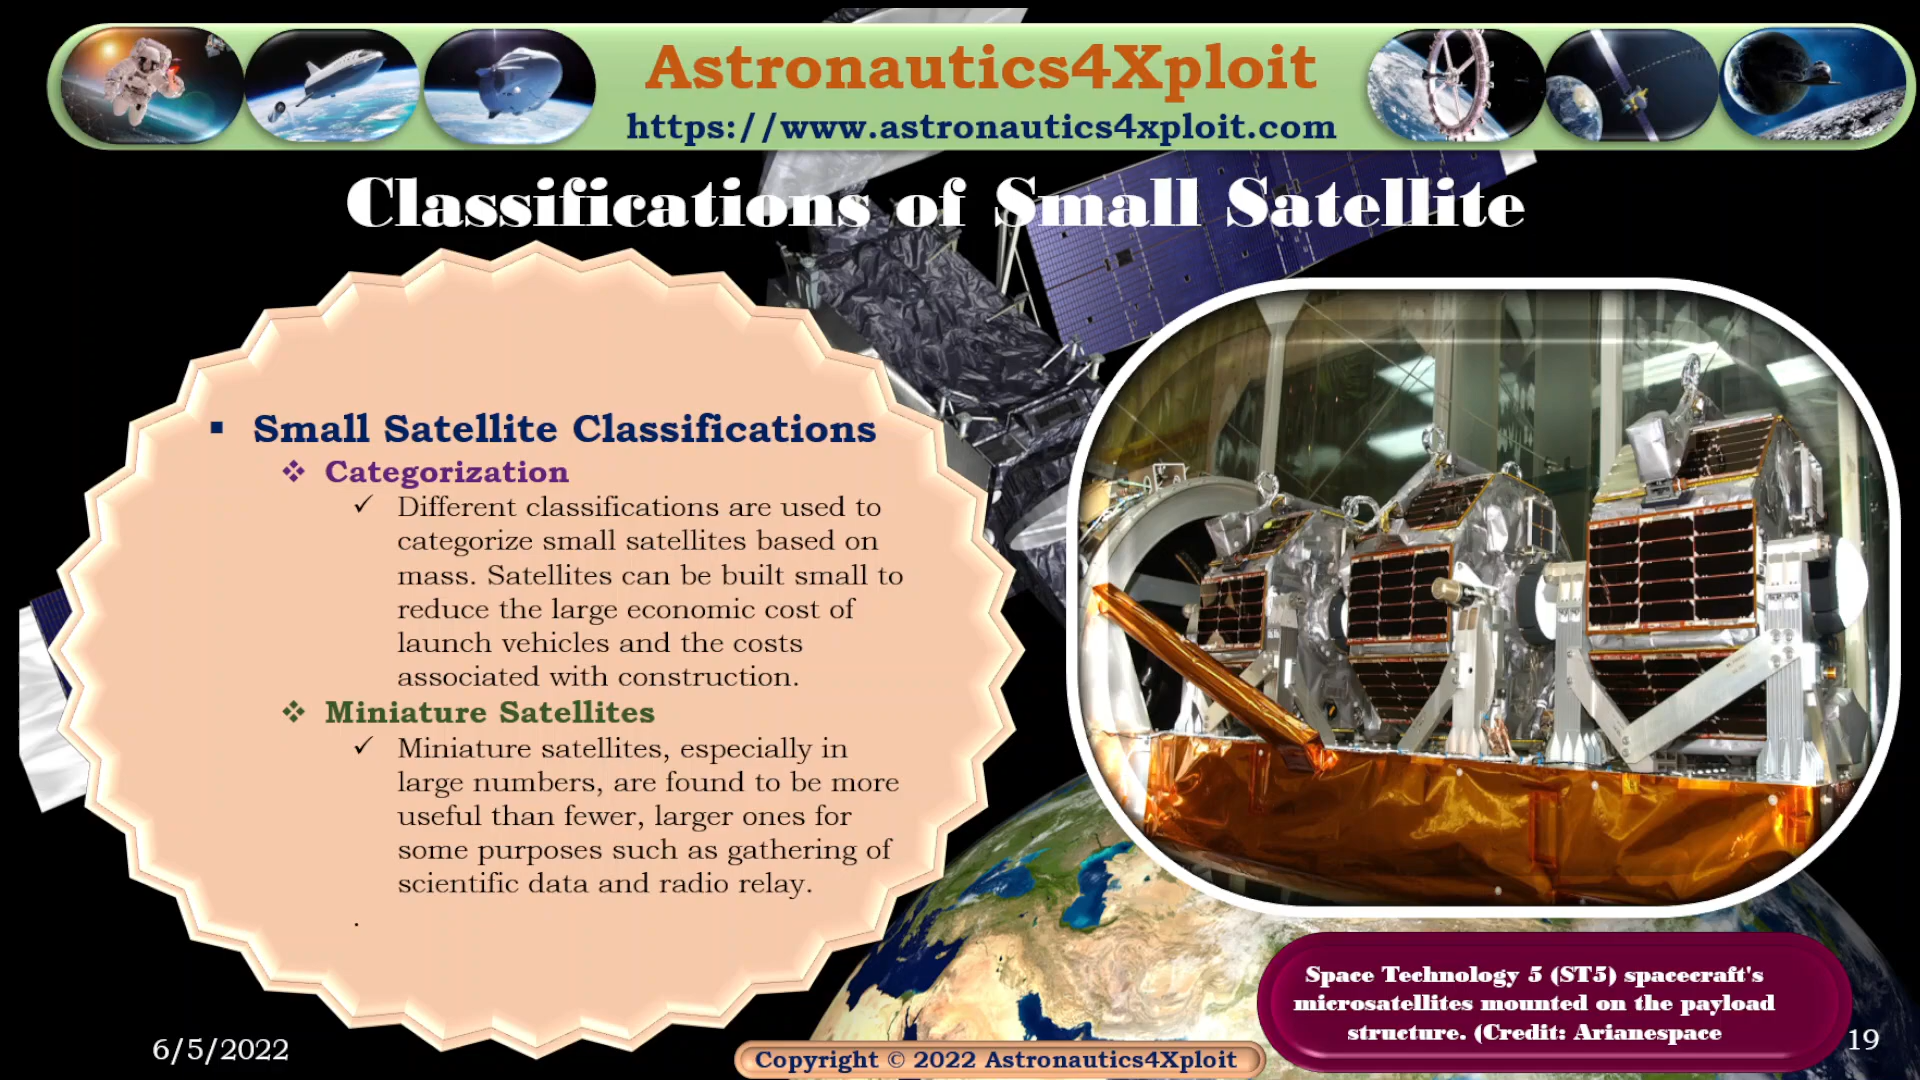 Astronautics4Xploit
https://www.astronautics4xploit.com
Classifications of Small Satellite
▪ Small Satellite Classifications
❖ Categorization
✓ Different classifications are used to
categorize small satellites based on
mass. Satellites can be built small to
reduce the large economic cost of
launch vehicles and the costs
associated with construction.
❖ Miniature Satellites
✓ Miniature satellites, especially in
large numbers, are found to be more
useful than fewer, larger ones for
some purposes such as gathering of
scientific data and radio relay.
.
Space Technology 5 (ST5) spacecraft's
microsatellites mounted on the payload
structure. (Credit: Arianespace
6/5/2022
Copyright © 2022 Astronautics4Xploit
19